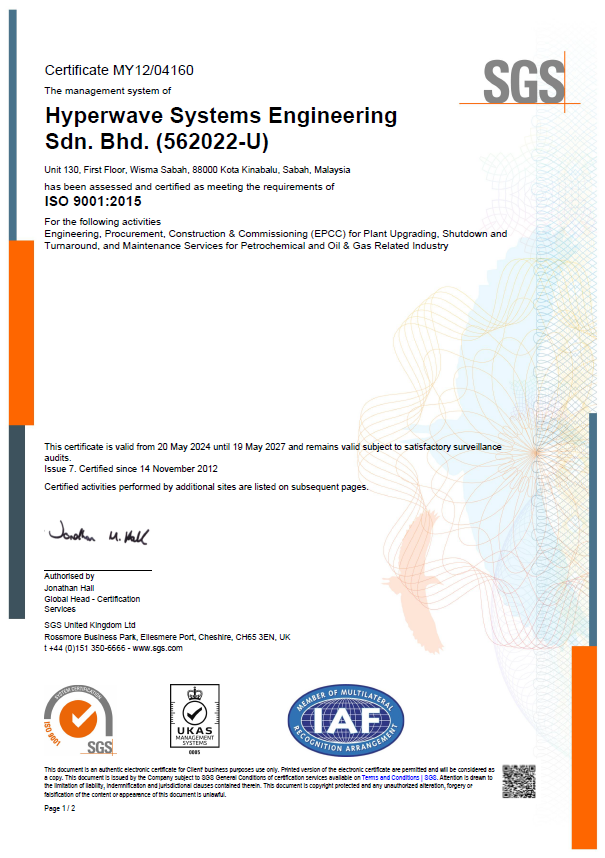 SGS
Certificate MY12/04160
The management system of
Hyperwave Systems Engineering
Sdn. Bhd. (562022-U)
Unit 130, First Floor, Wisma Sabah, 88000 Kota Kinabalu, Sabah, Malaysia
has been assessed and certified as meeting the requirements of
ISO 9001:2015
For the following activities
Engineering, Procurement, Construction & Commissioning (EPCC) for Plant Upgrading, Shutdown and
Turnaround, and Maintenance Services for Petrochemical and Oil & Gas Related Industry
This certificate is valid from 20 May 2024 until 19 May 2027 and remains valid subject to satisfactory surveillance
audits.
Issue 7. Certified since 14 November 2012
Certified activities performed by additional sites are listed on subsequent pages.
Jonathan M. Hall
Authorised by
Jonathan Hall
Global Head - Certification
Services
SGS United Kingdom Ltd
Rossmore Business Park, Ellesmere Port, Cheshire, CH65 3EN, UK
t +44 (0)151 350-6666 - www.sgs.com
SYSTEM CERTIFICATION
ISO 9001
SGS
UKAS
MANAGEMENT
SYSTEMS
0005
MEMBER OF MULTILATERAL
IAF
RECOGNITION ARRANGEMENT
This document is an authentic electronic certificate for Client' business purposes use only. Printed version of the electronic certificate are permitted and will be considered as
a copy. This document is issued by the Company subject to SGS General Conditions of certification services available on Terms and Conditions | SGS. Attention is drawn to
the limitation of liability, indemnification and jurisdictional clauses contained therein. This document is copyright protected and any unauthorized alteration, forgery or
falsification of the content or appearance of this document is unlawful.
Page 1 / 2